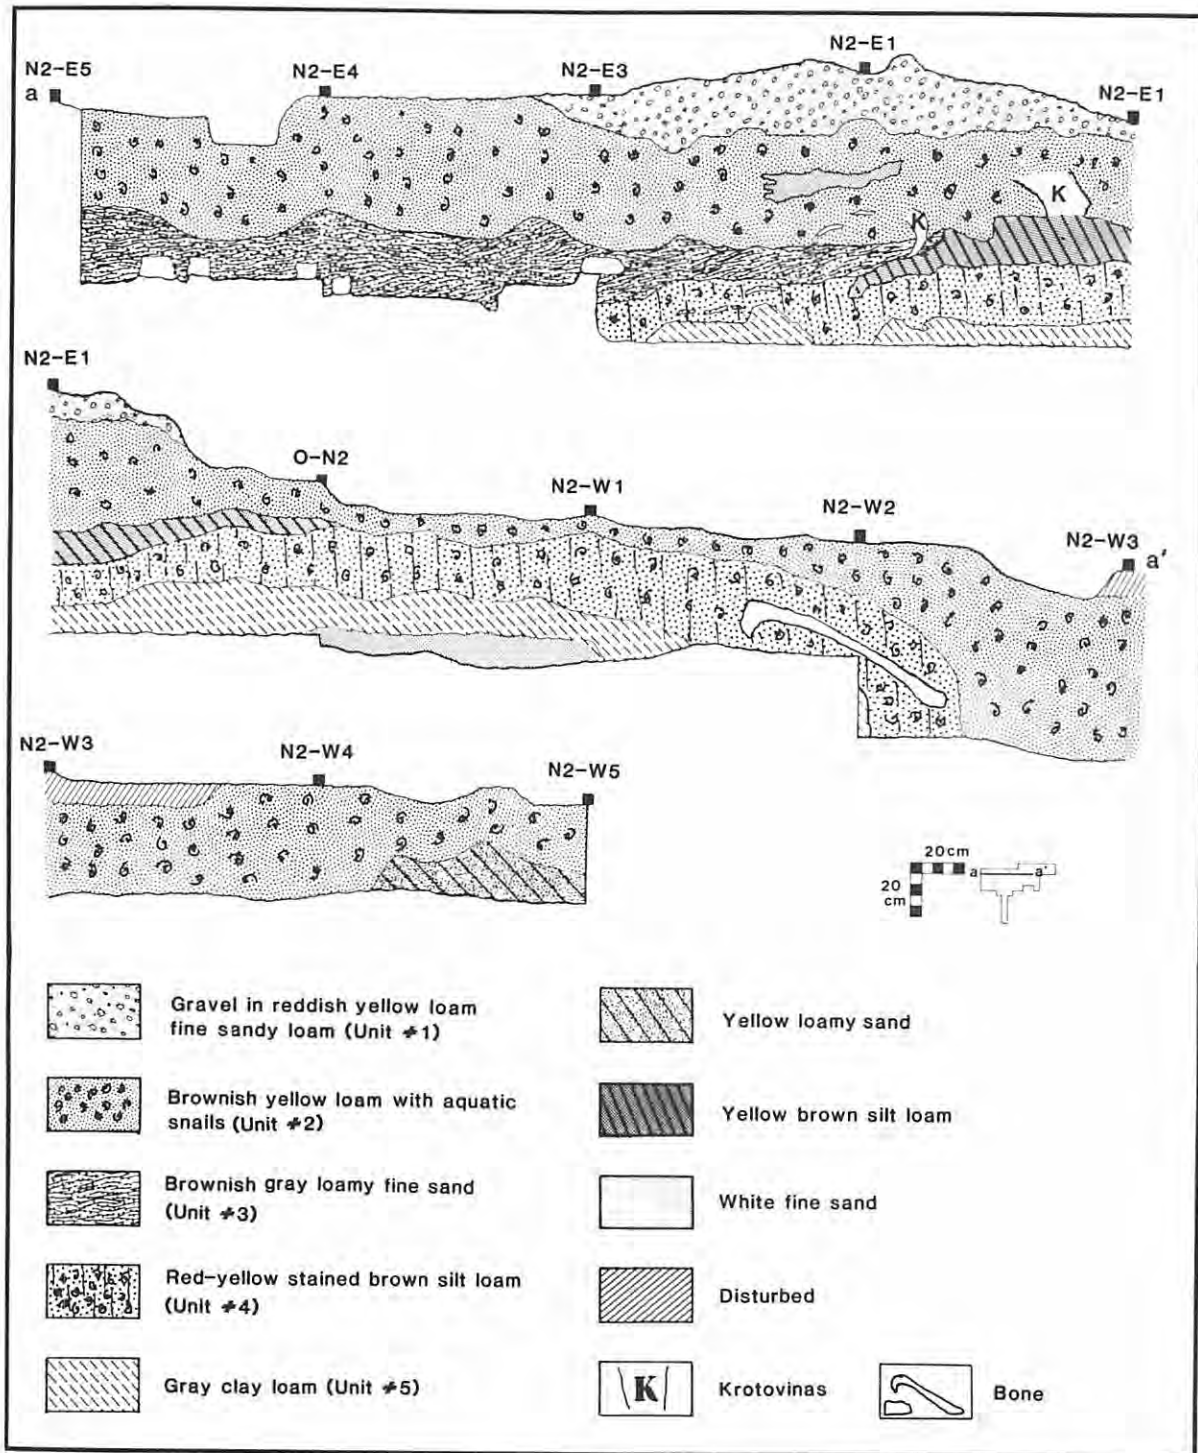 N2-E5
N2-E4
N2-E3
N2-E1
N2-E1
a
K
K
N2-E1
O-N2
N2-W1
N2-W2
N2-W3
a'
N2-W3
N2-W4
N2-W5
20cm
20
cm
a
a'
Gravel in reddish yellow loam
fine sandy loam (Unit #1)
Brownish yellow loam with aquatic
snails (Unit #2)
Brownish gray loamy fine sand
(Unit #3)
Red-yellow stained brown silt loam
(Unit #4)
Gray clay loam (Unit #5)
Yellow loamy sand
Yellow brown silt loam
White fine sand
Disturbed
K
Krotovinas
Bone